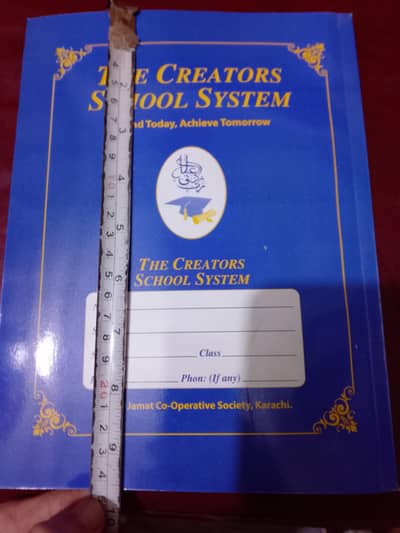 THE CREATORS
SCHOOL SYSTEM
Today, Achieve Tomorrow
THE CREATORS
SCHOOL SYSTEM
Class
Phon: (If any)
Jamat Co-Operative Society, Karachi.